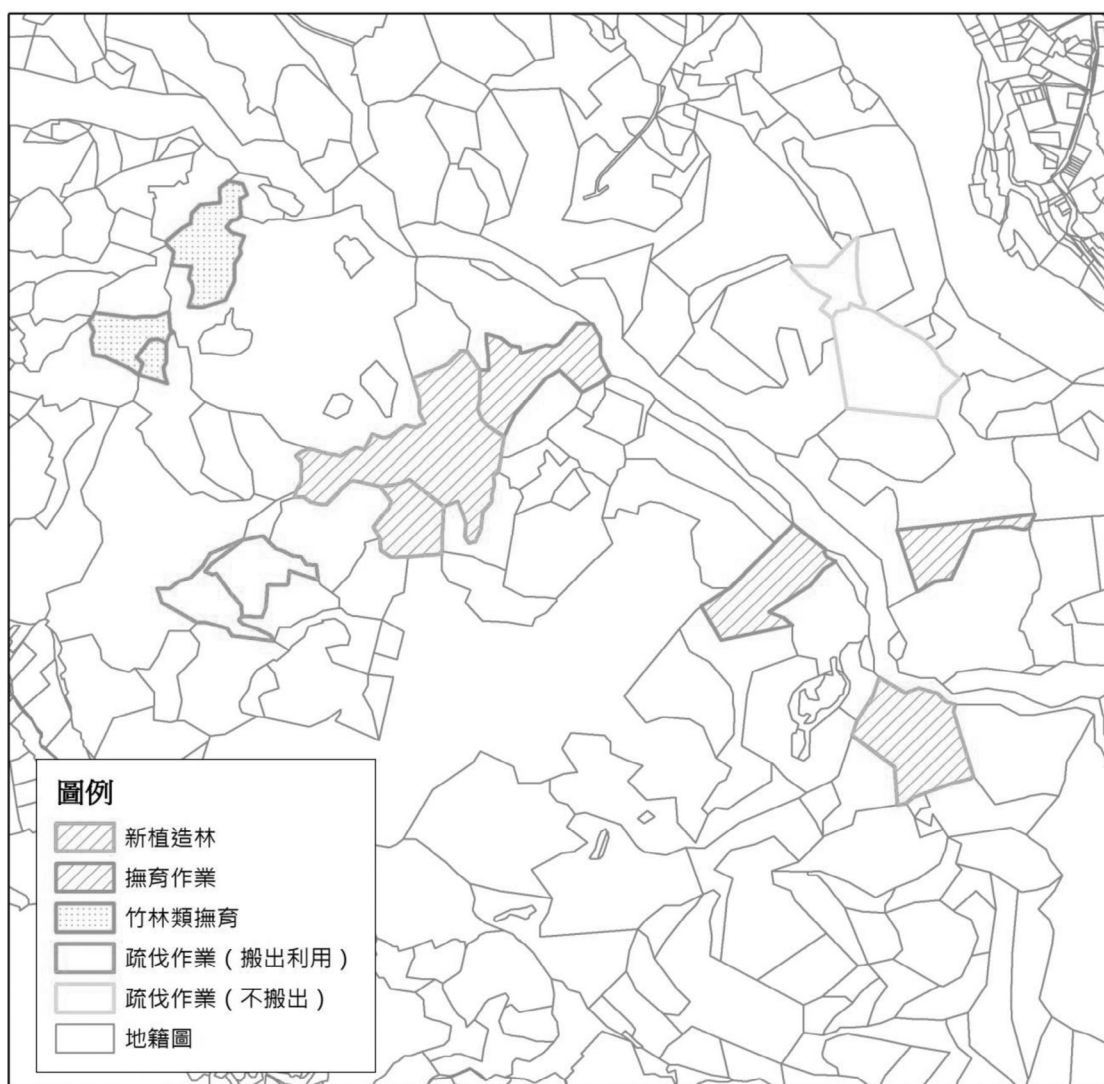 圖例
新植造林
撫育作業
竹林類撫育
疏伐作業（搬出利用）
疏伐作業（不搬出）
地籍圖